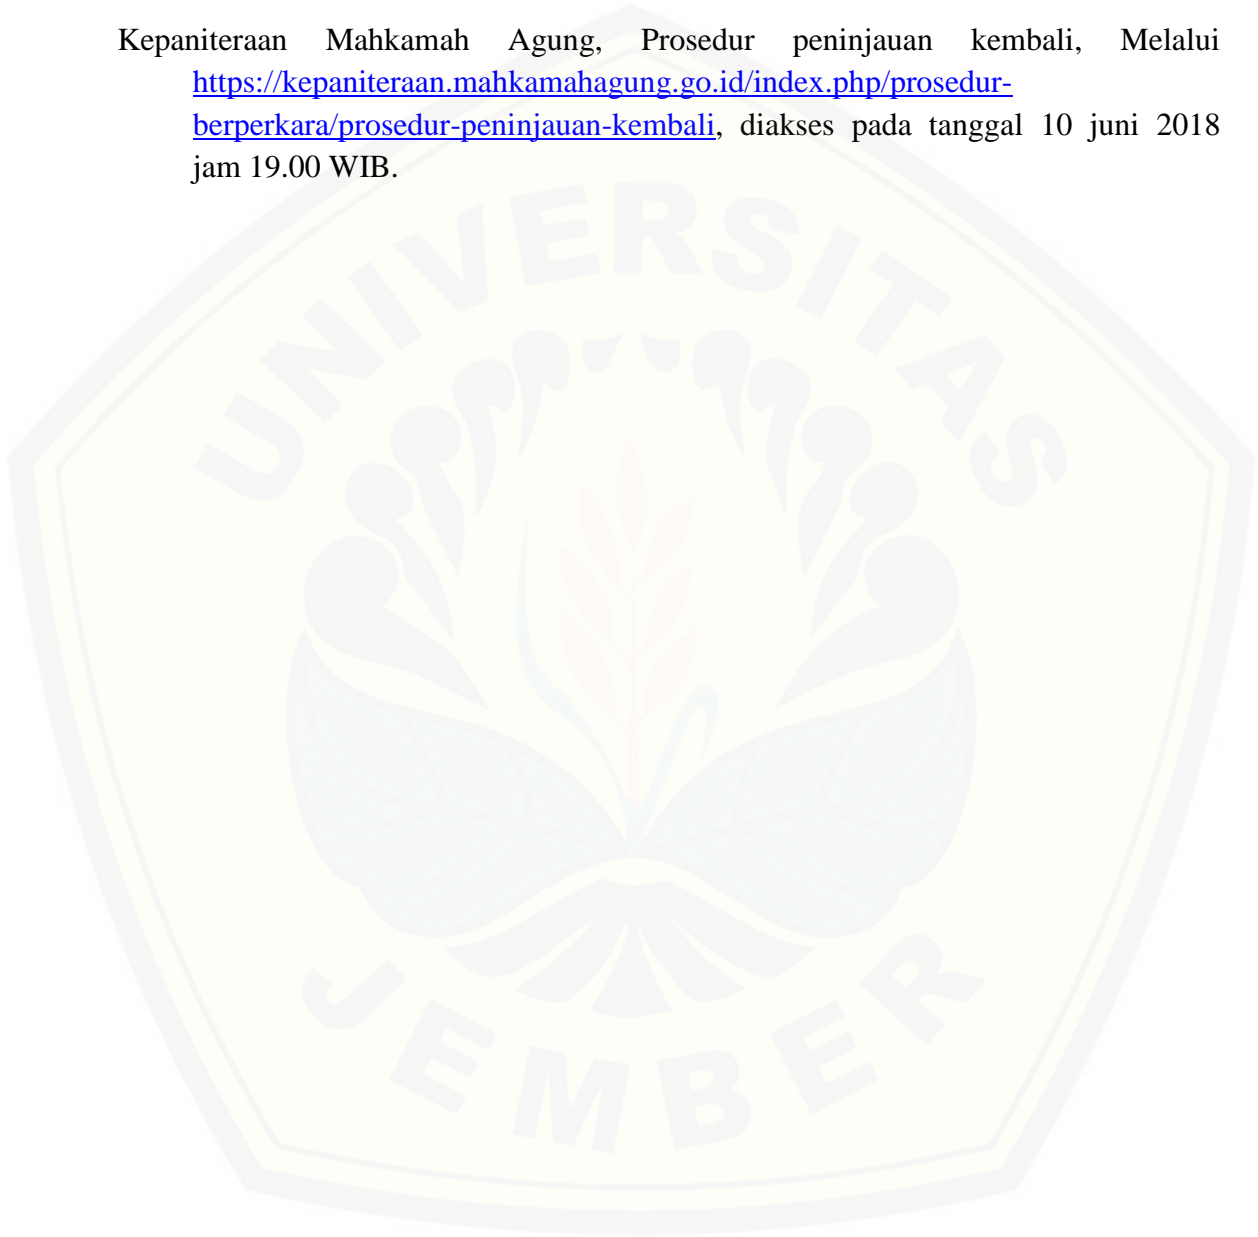 Kepaniteraan Mahkamah Agung, Prosedur peninjauan kembali, Melalui
https://kepaniteraan.mahkamahagung.go.id/index.php/prosedur-
berperkara/prosedur-peninjauan-kembali, diakses pada tanggal 10 juni 2018
jam 19.00 WIB.
UNIVERSITAS
JEMBER